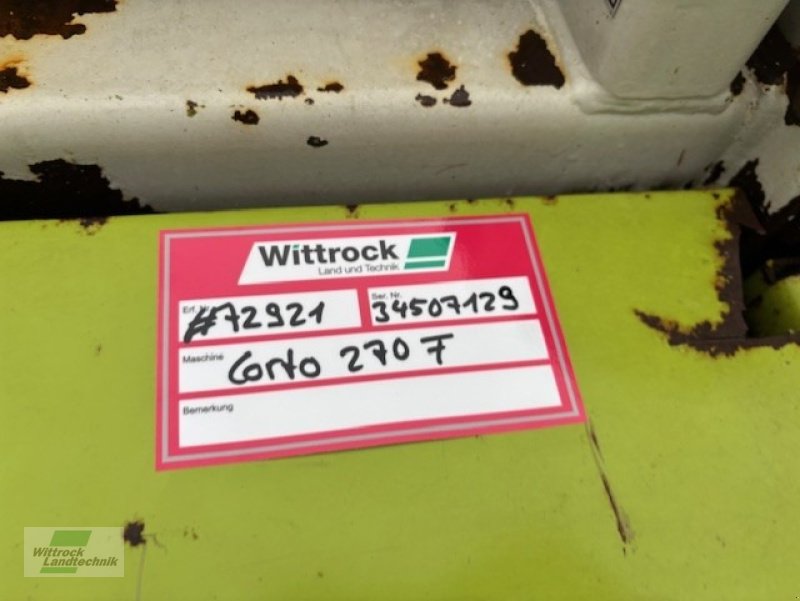 Wittrock
Land und Technik
Erf. Nr.
Ser. Nr.
#72921
34507129
Maschine
Corto 270 F
Bemerkung
Wittrock
Landtechnik